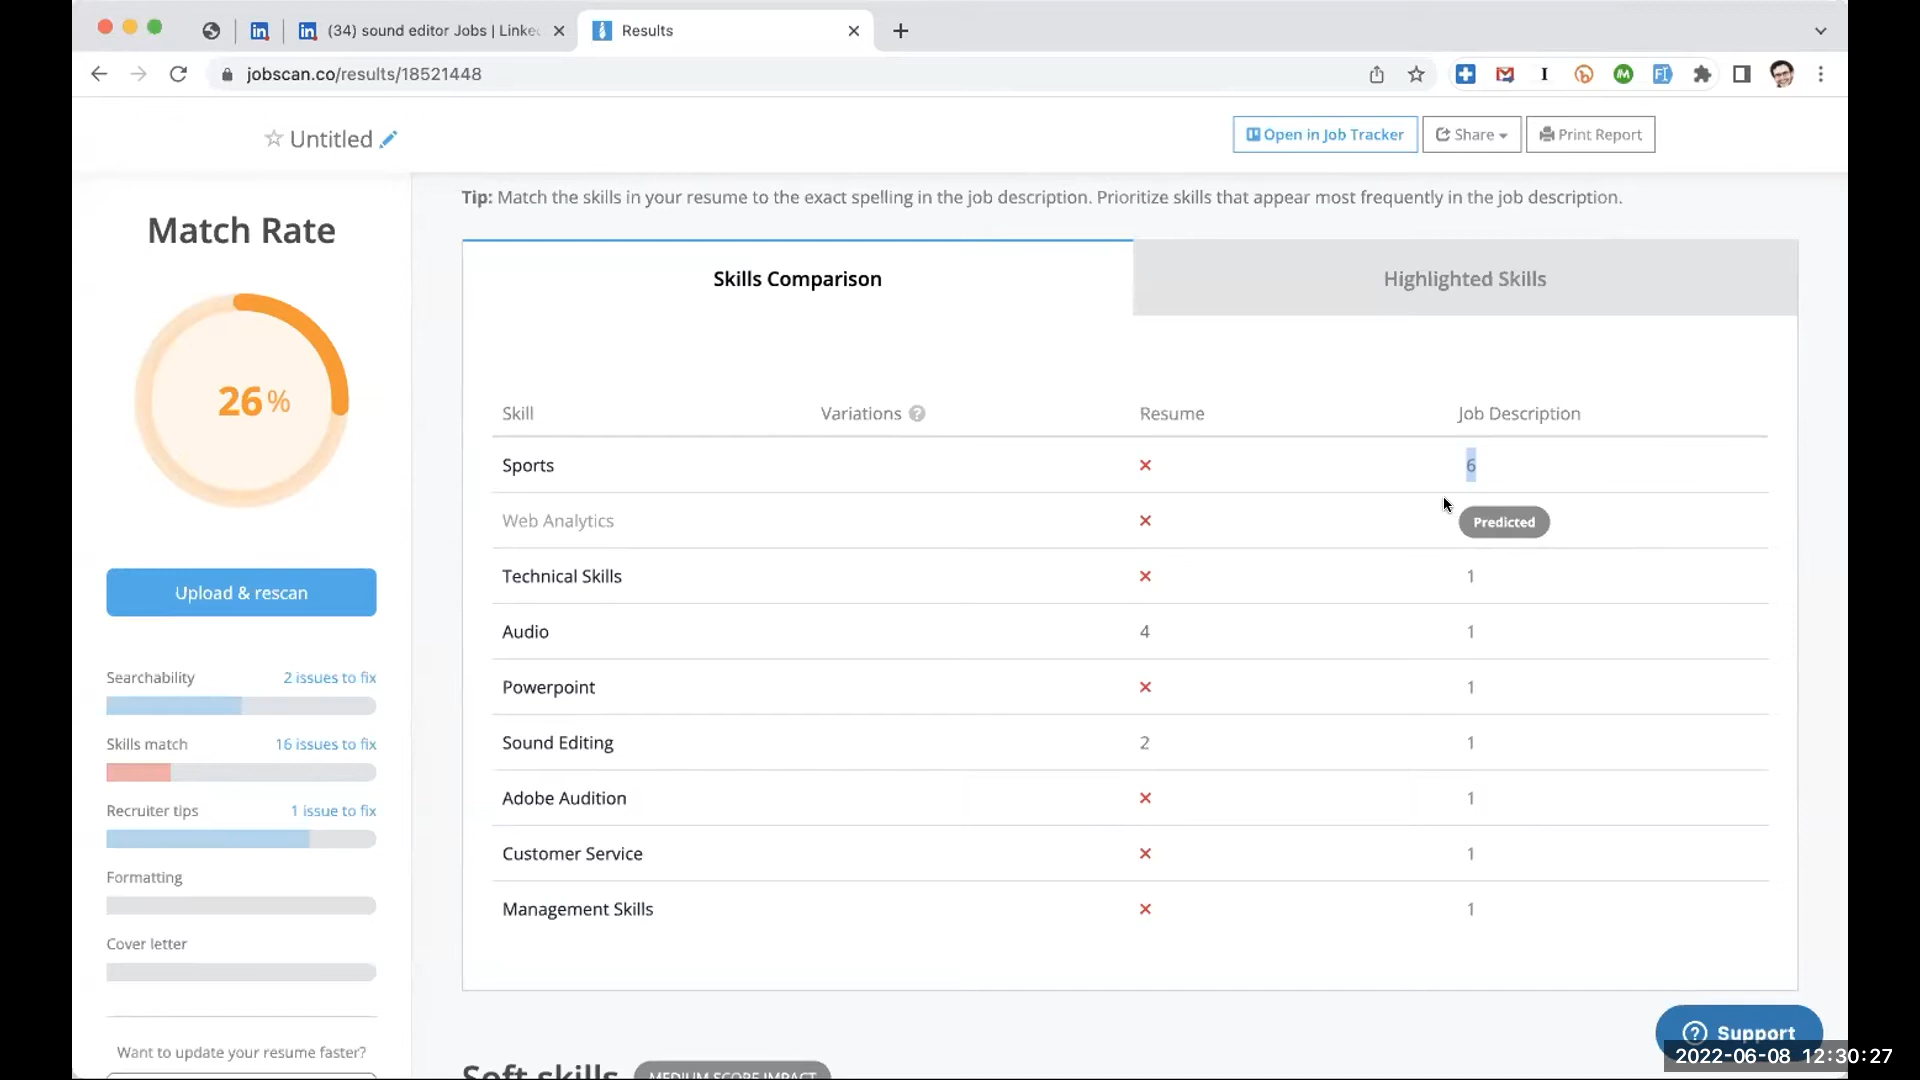 (34) sound editor Jobs | Linke
Results
jobscan.co/results/18521448
Untitled
Open in Job Tracker
Share
Print Report
Match Rate
26%
Upload & rescan
Searchability 2 issues to fix
Skills match 16 issues to fix
Recruiter tips 1 issue to fix
Formatting
Cover letter
Want to update your resume faster?
Tip: Match the skills in your resume to the exact spelling in the job description. Prioritize skills that appear most frequently in the job description.
Skills Comparison
Highlighted Skills
Skill Variations ? Resume Job Description
Sports ✕ 6
Web Analytics ✕ Predicted
Technical Skills ✕ 1
Audio 4 1
Powerpoint ✕ 1
Sound Editing 2 1
Adobe Audition ✕ 1
Customer Service ✕ 1
Management Skills ✕ 1
Soft skills MEDIUM SCORE IMPACT
? Support
2022-06-08 12:30:27